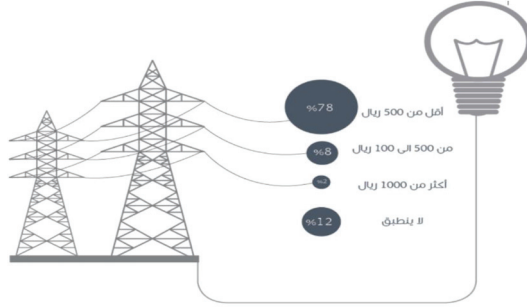 %78 أقل من 500 ريال
%8 من 500 الى 100 ريال
%2 أكثر من 1000 ريال
%12 لا ينطبق